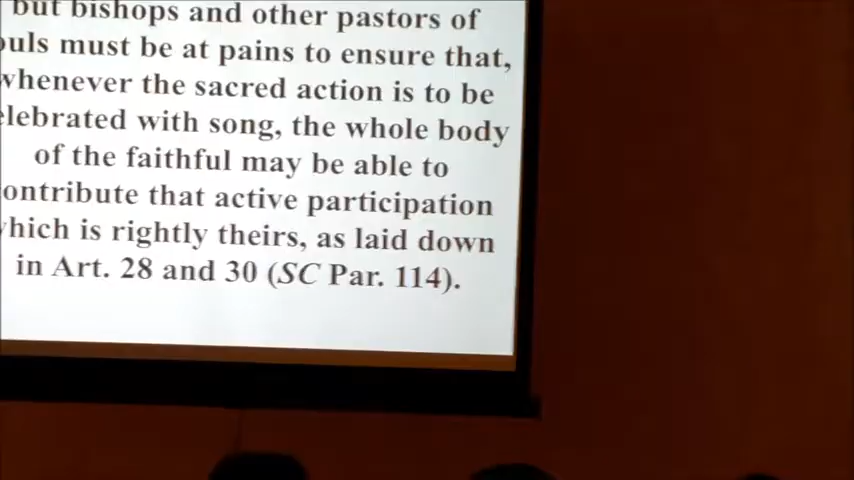 but bishops and other pastors of
ouls must be at pains to ensure that,
whenever the sacred action is to be
elebrated with song, the whole body
of the faithful may be able to
ontribute that active participation
which is rightly theirs, as laid down
in Art. 28 and 30 (SC Par. 114).